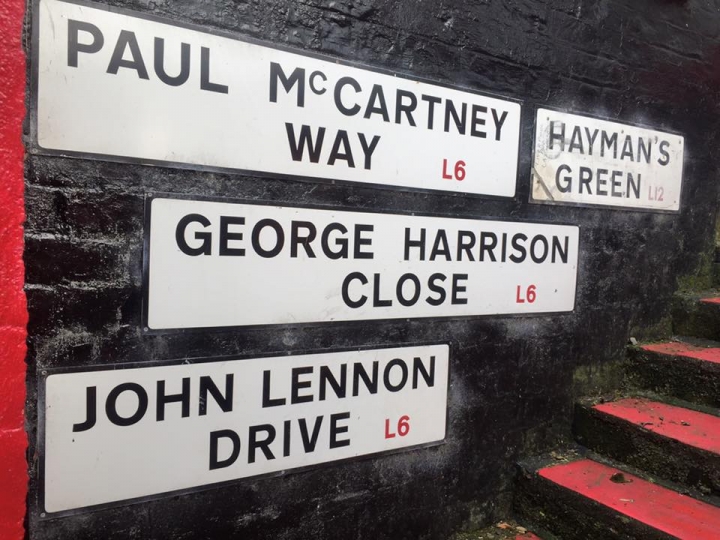 PAUL McCARTNEY
WAY L6
HAYMAN'S
GREEN L12
GEORGE HARRISON
CLOSE L6
JOHN LENNON
DRIVE L6